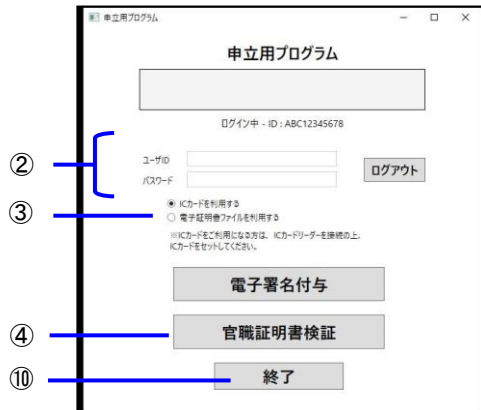 申立用プログラム
申立用プログラム
ログイン中 - ID : ABC12345678
②
ユーザID
パスワード
ログアウト
③
ICカードを利用する
電子証明書ファイルを利用する
※ICカードをご利用になる方は、ICカードリーダーを接続の上、
ICカードをセットしてください。
電子署名付与
④
官職証明書検証
⑩
終了